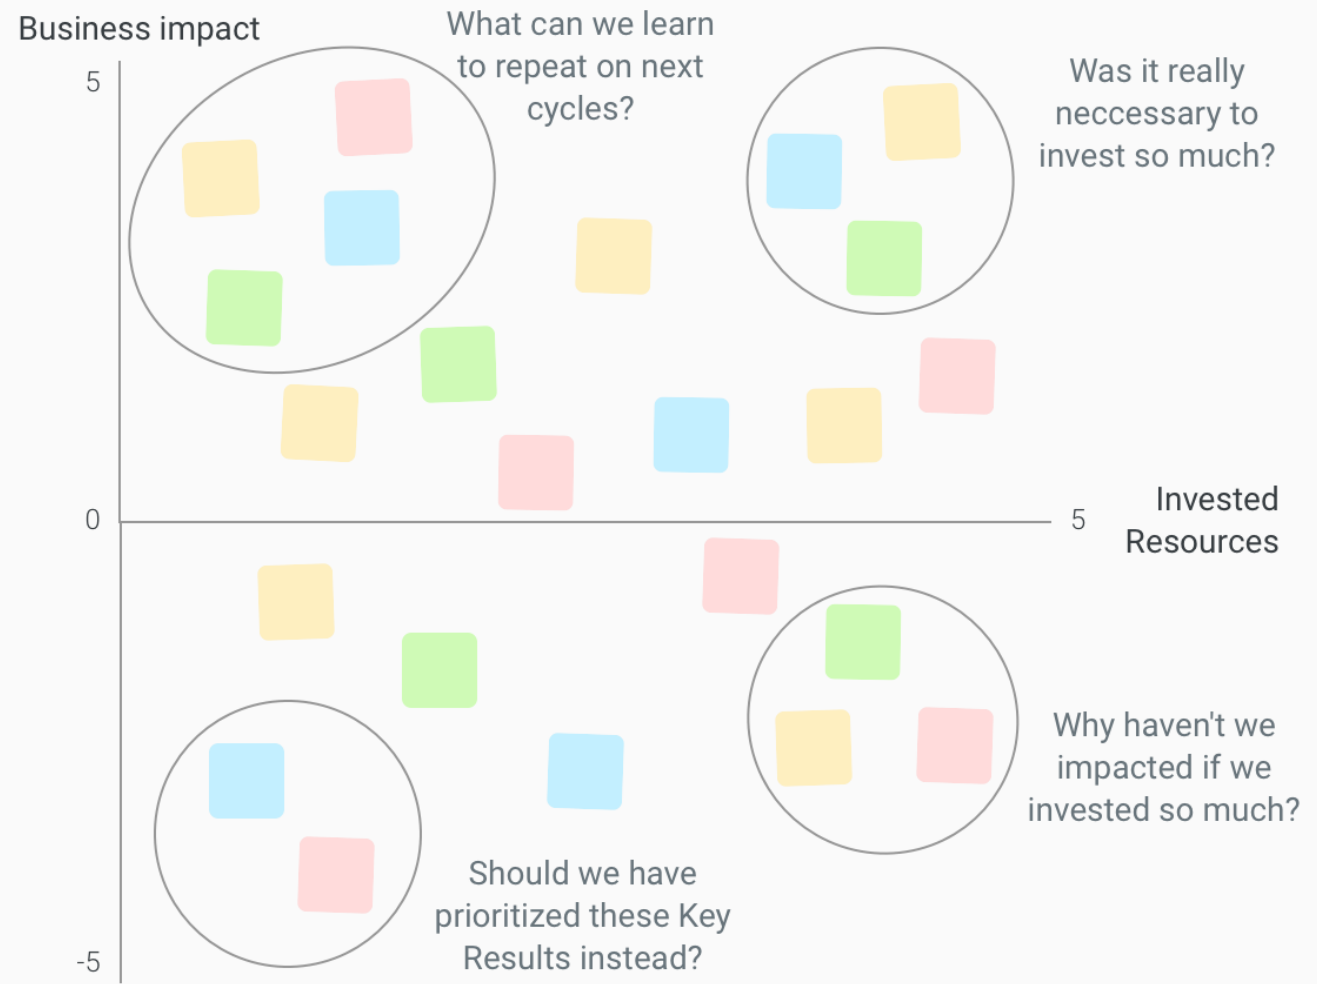 Business impact
5
What can we learn
to repeat on next
cycles?
Was it really
neccessary to
invest so much?
0
5
Invested
Resources
Why haven't we
impacted if we
invested so much?
Should we have
prioritized these Key
Results instead?
-5